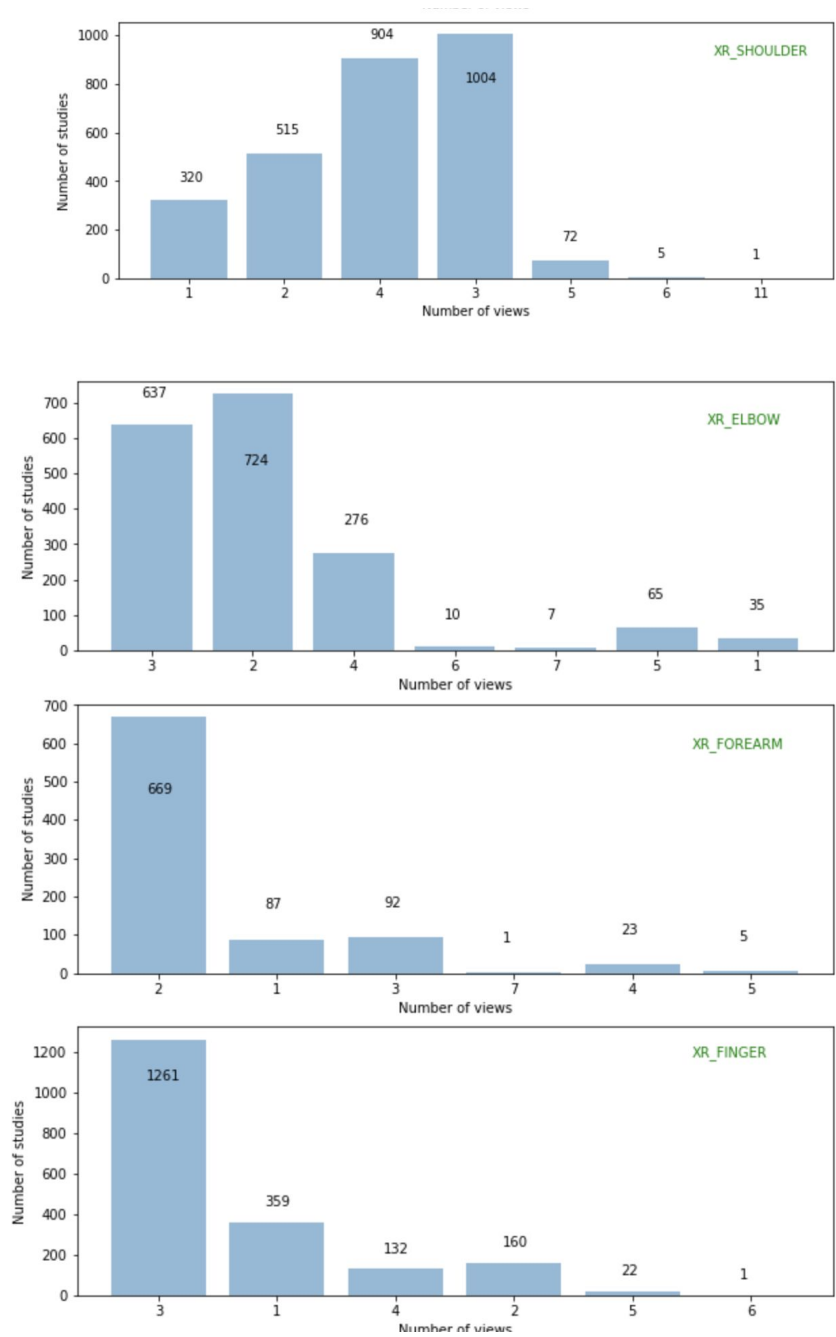 1000
904
XR_SHOULDER
1004
800
600
515
400
320
200
72
5
1
0
1 2 4 3 5 6 11
Number of studies
Number of views
700
637
XR_ELBOW
600
724
500
400
276
300
200
65
100
10 7 35
0
3 2 4 6 7 5 1
Number of studies
Number of views
700
XR_FOREARM
600
669
500
400
300
200
87 92
100
1 23 5
0
2 1 3 7 4 5
Number of studies
Number of views
1200
XR_FINGER
1261
1000
800
600
359
400
160
200
132
22
1
0
3 1 4 2 5 6
Number of studies
Number of views